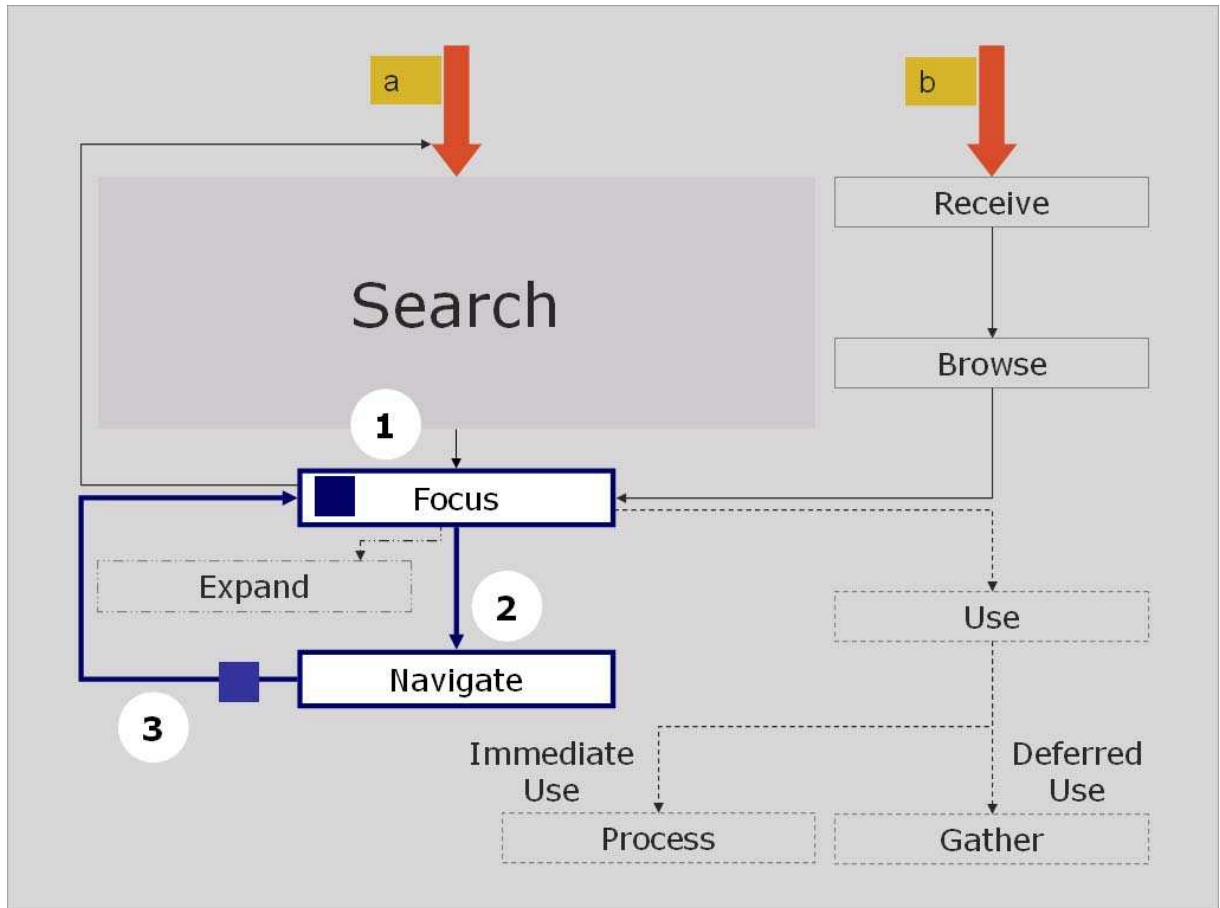 a
b
Receive
Search
Browse
1
Focus
Expand
2
Use
Navigate
3
Immediate
Use
Deferred
Use
Process
Gather